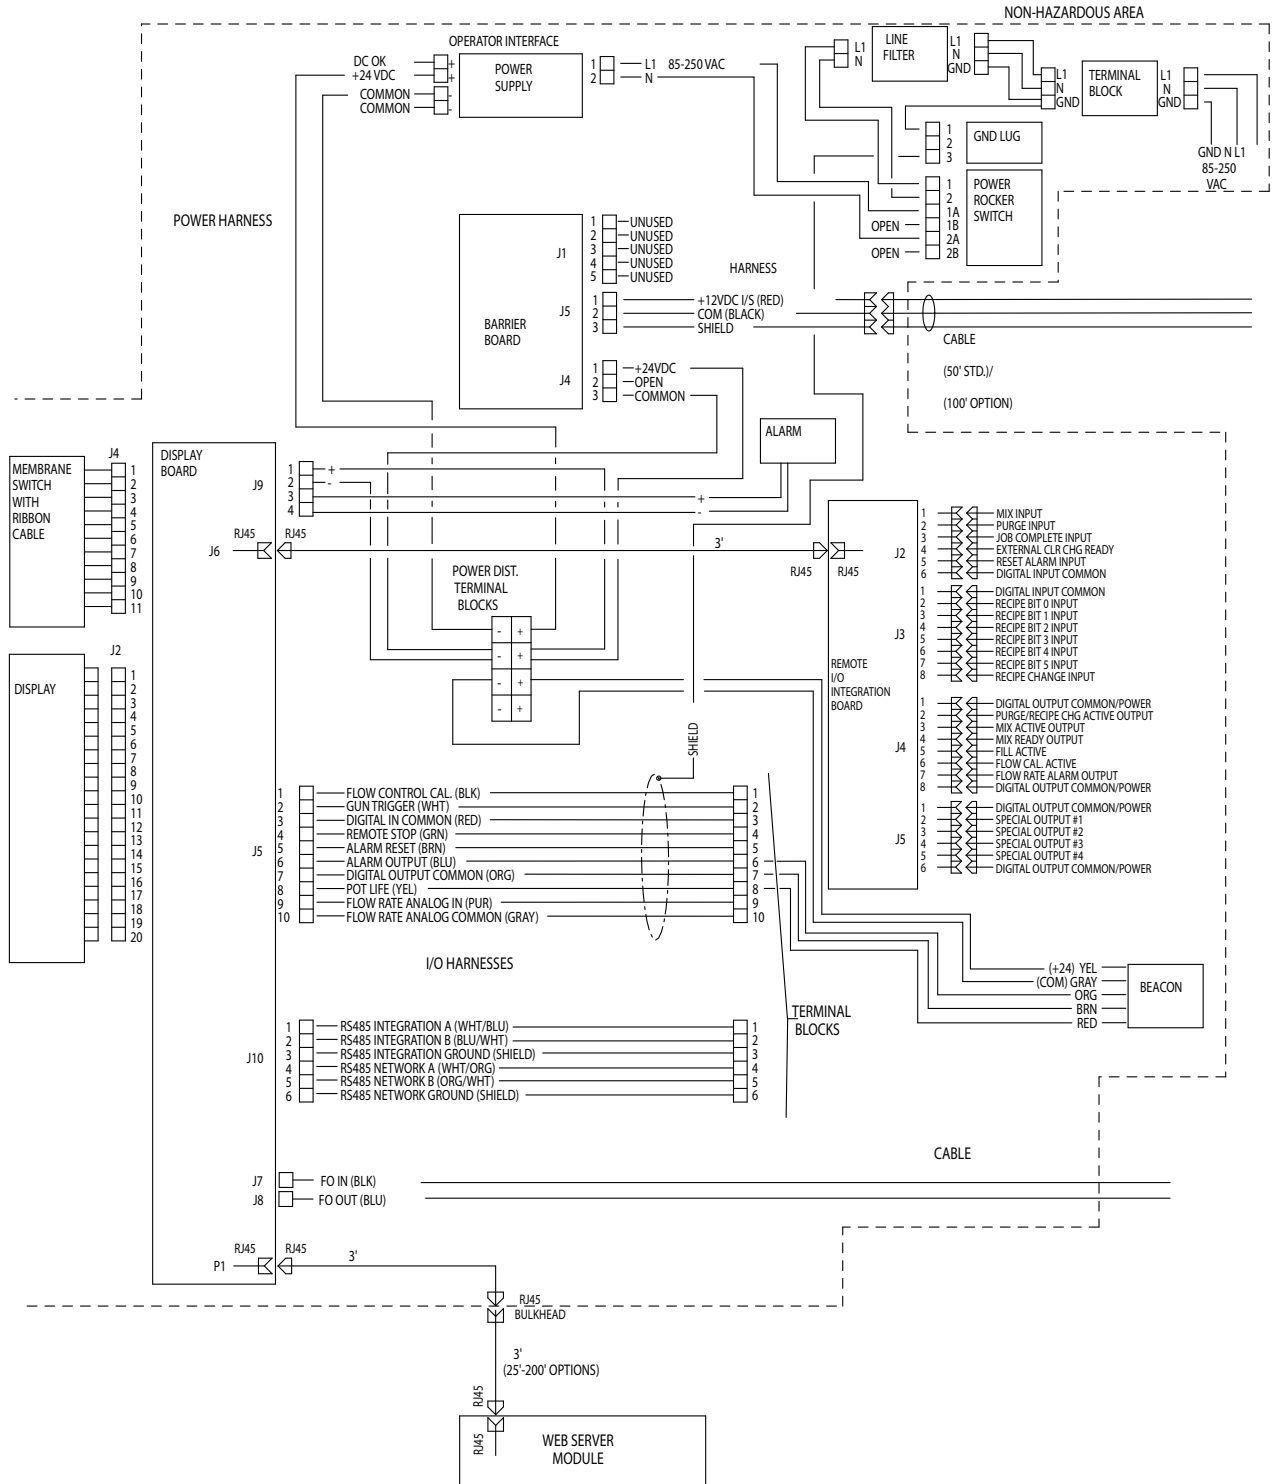 NON-HAZARDOUS AREA
OPERATOR INTERFACE
DC OK
+24 VDC
COMMON
COMMON
+
+
-
-
POWER
SUPPLY
1
2
L1 85-250 VAC
N
L1
N
LINE
FILTER
L1
N
GND
L1
N
GND
TERMINAL
BLOCK
L1
N
GND
GND N L1
85-250
VAC
1
2
3
GND LUG
1
2
1A
1B
2A
2B
OPEN
OPEN
POWER
ROCKER
SWITCH
POWER HARNESS
BARRIER
BOARD
J1
1
2
3
4
5
UNUSED
UNUSED
UNUSED
UNUSED
UNUSED
HARNESS
J5
1
2
3
+12VDC I/S (RED)
COM (BLACK)
SHIELD
J4
1
2
3
+24VDC
OPEN
COMMON
CABLE
(50' STD.)/
(100' OPTION)
ALARM
MEMBRANE
SWITCH
WITH
RIBBON
CABLE
J4
1
2
3
4
5
6
7
8
9
10
11
DISPLAY
BOARD
J9
1
2
3
4
+
-
+
-
J6
RJ45
RJ45
3'
RJ45
RJ45
POWER DIST.
TERMINAL
BLOCKS
- +
- +
- +
- +
REMOTE
I/O
INTEGRATION
BOARD
J2
1 MIX INPUT
2 PURGE INPUT
3 JOB COMPLETE INPUT
4 EXTERNAL CLR CHG READY
5 RESET ALARM INPUT
6 DIGITAL INPUT COMMON
J3
1 DIGITAL INPUT COMMON
2 RECIPE BIT 0 INPUT
3 RECIPE BIT 1 INPUT
4 RECIPE BIT 2 INPUT
5 RECIPE BIT 3 INPUT
6 RECIPE BIT 4 INPUT
7 RECIPE BIT 5 INPUT
8 RECIPE CHANGE INPUT
J4
1 DIGITAL OUTPUT COMMON/POWER
2 PURGE/RECIPE CHG ACTIVE OUTPUT
3 MIX ACTIVE OUTPUT
4 MIX READY OUTPUT
5 FILL ACTIVE
6 FLOW CAL. ACTIVE
7 FLOW RATE ALARM OUTPUT
8 DIGITAL OUTPUT COMMON/POWER
J5
1 DIGITAL OUTPUT COMMON/POWER
2 SPECIAL OUTPUT #1
3 SPECIAL OUTPUT #2
4 SPECIAL OUTPUT #3
5 SPECIAL OUTPUT #4
6 DIGITAL OUTPUT COMMON/POWER
DISPLAY
J2
1
2
3
4
5
6
7
8
9
10
11
12
13
14
15
16
17
18
19
20
SHIELD
J5
1 FLOW CONTROL CAL. (BLK) 1
2 GUN TRIGGER (WHT) 2
3 DIGITAL IN COMMON (RED) 3
4 REMOTE STOP (GRN) 4
5 ALARM RESET (BRN) 5
6 ALARM OUTPUT (BLU) 6
7 DIGITAL OUTPUT COMMON (ORG) 7
8 POT LIFE (YEL) 8
9 FLOW RATE ANALOG IN (PUR) 9
10 FLOW RATE ANALOG COMMON (GRAY) 10
I/O HARNESSES
(+24) YEL
(COM) GRAY
ORG
BRN
RED
BEACON
TERMINAL
BLOCKS
J10
1 RS485 INTEGRATION A (WHT/BLU) 1
2 RS485 INTEGRATION B (BLU/WHT) 2
3 RS485 INTEGRATION GROUND (SHIELD) 3
4 RS485 NETWORK A (WHT/ORG) 4
5 RS485 NETWORK B (ORG/WHT) 5
6 RS485 NETWORK GROUND (SHIELD) 6
CABLE
J7 FO IN (BLK)
J8 FO OUT (BLU)
P1
RJ45
RJ45
3'
RJ45
BULKHEAD
3'
(25'-200' OPTIONS)
RJ45
RJ45
WEB SERVER
MODULE